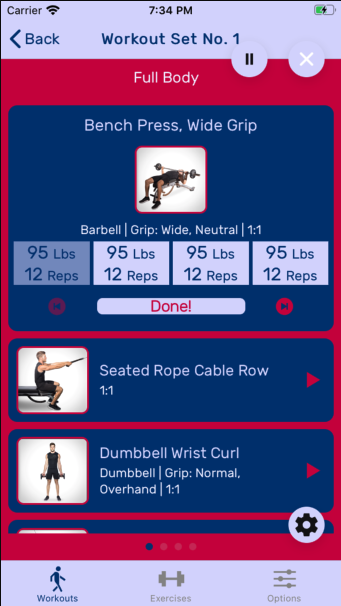 Carrier 7:34 PM
Back Workout Set No. 1
Full Body
Bench Press, Wide Grip
Barbell | Grip: Wide, Neutral | 1:1
95 Lbs 95 Lbs 95 Lbs 95 Lbs
12 Reps 12 Reps 12 Reps 12 Reps
Done!
Seated Rope Cable Row
1:1
Dumbbell Wrist Curl
Dumbbell | Grip: Normal,
Overhand | 1:1
Workouts Exercises Options